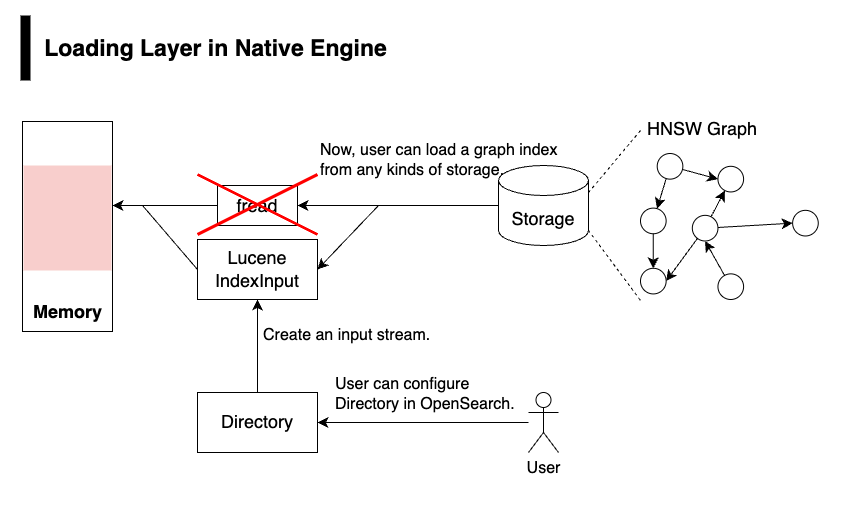 Loading Layer in Native Engine
HNSW Graph
Now, user can load a graph index
from any kinds of storage.
fread
Storage
Lucene
IndexInput
Memory
Create an input stream.
User can configure
Directory in OpenSearch.
Directory
User